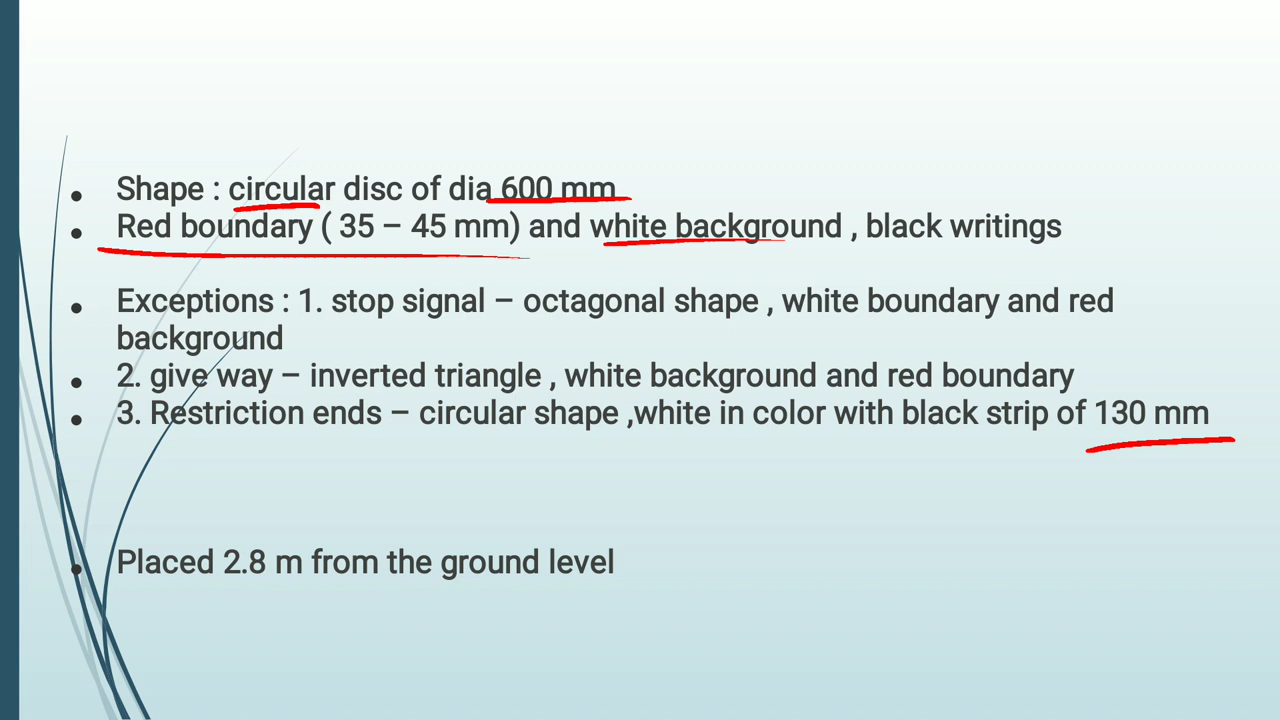 • Shape : circular disc of dia 600 mm
• Red boundary ( 35 – 45 mm) and white background , black writings
• Exceptions : 1. stop signal – octagonal shape , white boundary and red
background
• 2. give way – inverted triangle , white background and red boundary
• 3. Restriction ends – circular shape ,white in color with black strip of 130 mm
• Placed 2.8 m from the ground level